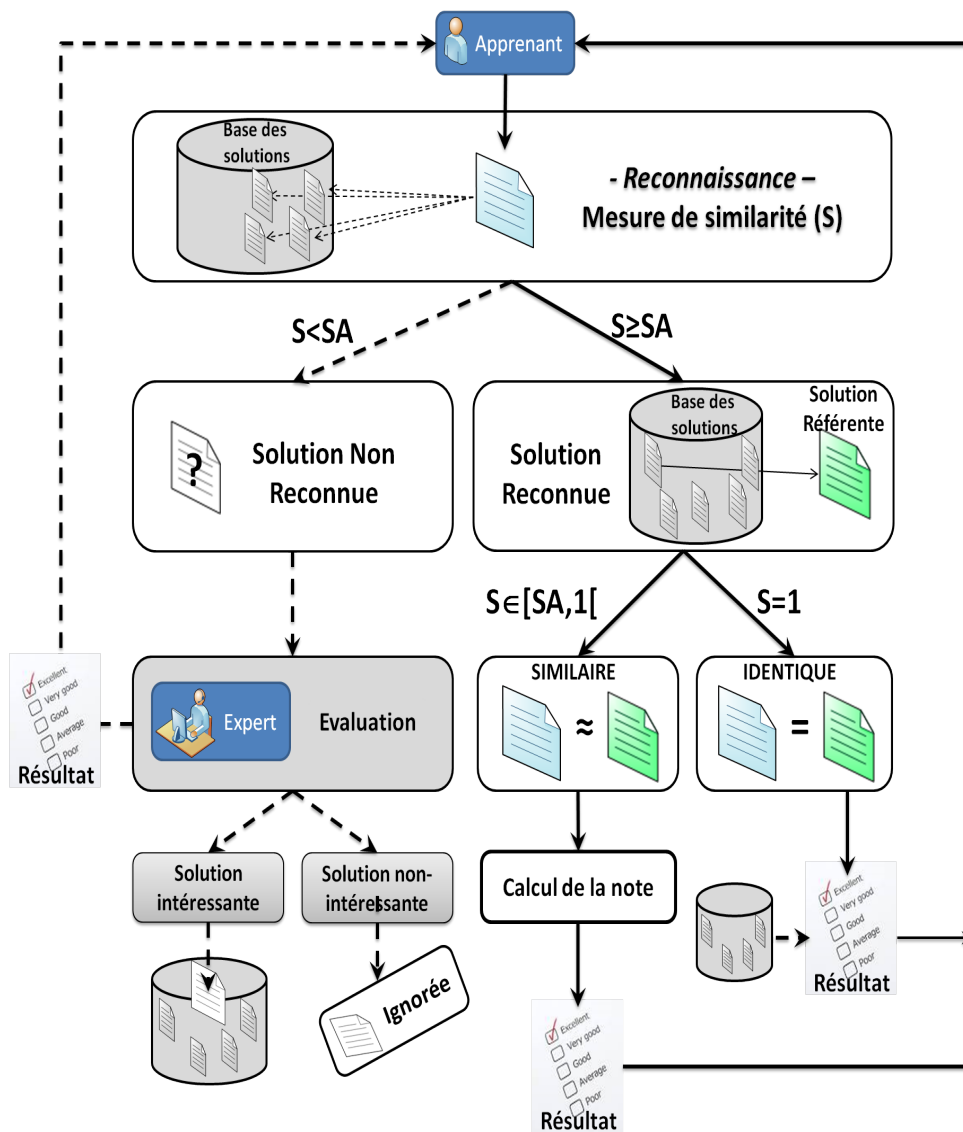 Apprenant
Base des
solutions
- Reconnaissance –
Mesure de similarité (S)
S<SA
S≥SA
?
Solution Non
Reconnue
Solution
Reconnue
Base des
solutions
Solution
Référente
S∈[SA,1[
S=1
Excellent
Very good
Good
Average
Poor
Résultat
Expert
Evaluation
SIMILAIRE
≈
IDENTIQUE
=
Solution
intéressante
Solution non-
intéressante
Calcul de la note
Excellent
Very good
Good
Average
Poor
Résultat
Ignorée
Excellent
Very good
Good
Average
Poor
Résultat